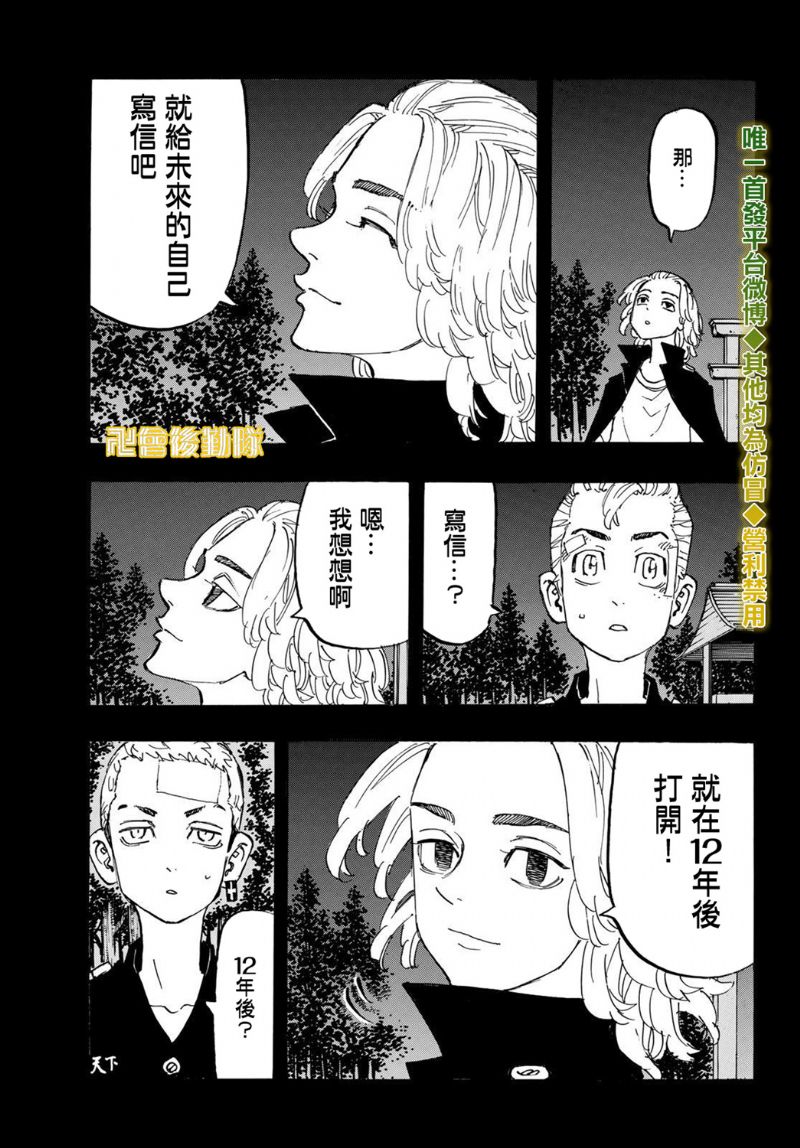 那…
就給未來的自己
寫信吧
寫信…？
嗯…
我想想啊
就在12年後
打開！
12年後？
天下
卍會後勤隊
唯一首發平台微博◆其他均為仿冒◆營利禁用